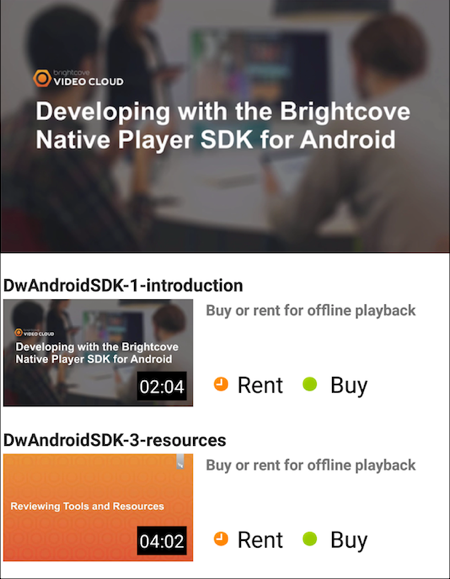 brightcove
VIDEO CLOUD
Developing with the Brightcove
Native Player SDK for Android
DwAndroidSDK-1-introduction
brightcove
VIDEO CLOUD
Developing with the Brightcove
Native Player SDK for Android
02:04
Buy or rent for offline playback
Rent
Buy
DwAndroidSDK-3-resources
Reviewing Tools and Resources
04:02
Buy or rent for offline playback
Rent
Buy